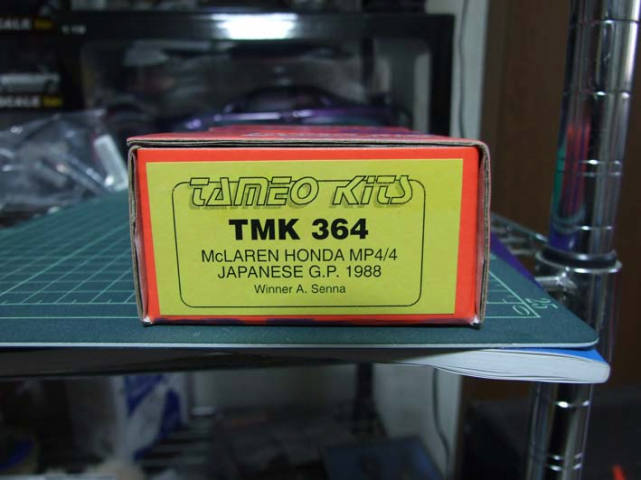 TAMEO KITS
TMK 364
McLAREN HONDA MP4/4
JAPANESE G.P. 1988
Winner A. Senna